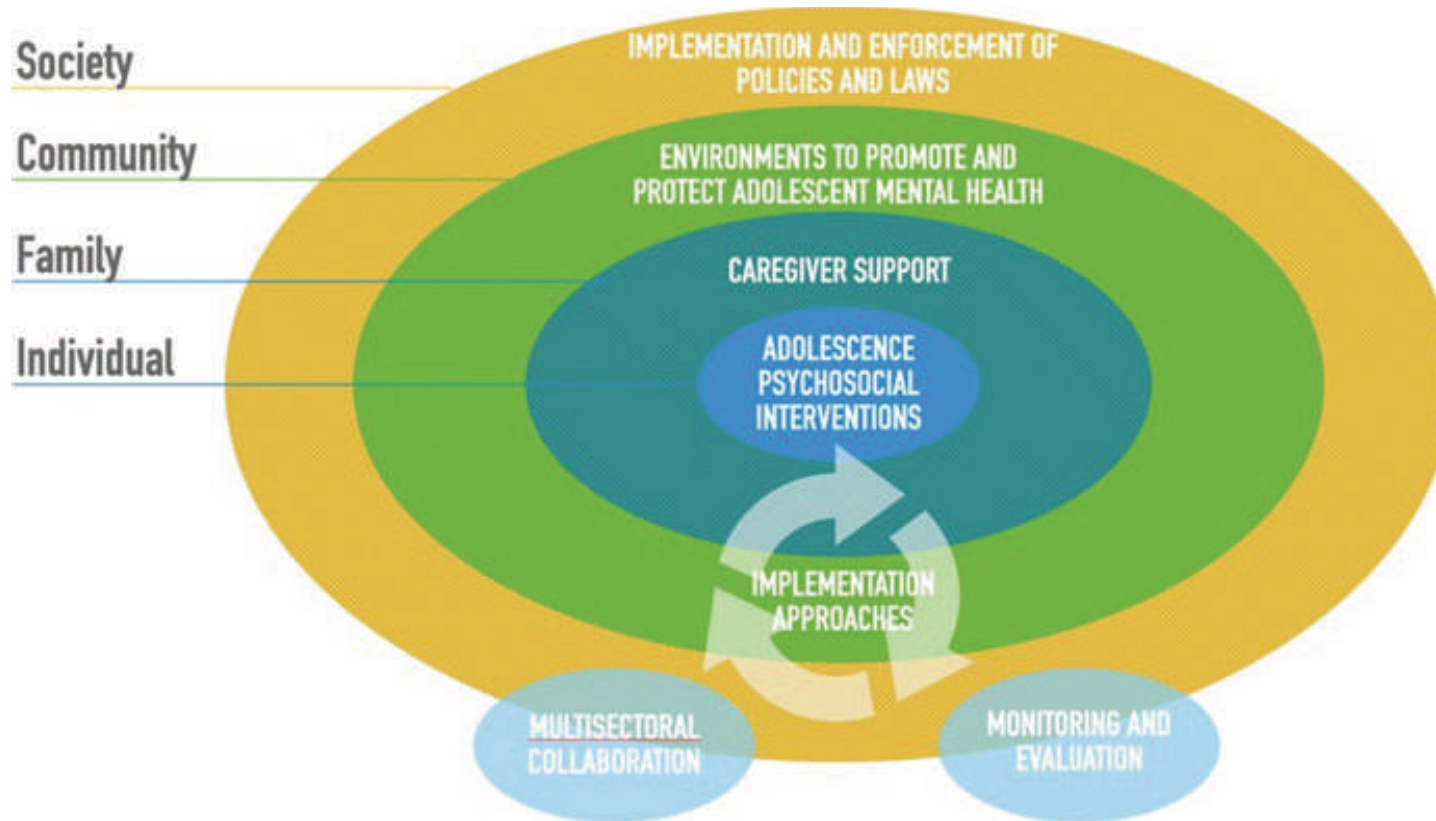 Society
IMPLEMENTATION AND ENFORCEMENT OF
POLICIES AND LAWS
Community
ENVIRONMENTS TO PROMOTE AND
PROTECT ADOLESCENT MENTAL HEALTH
Family
CAREGIVER SUPPORT
Individual
ADOLESCENCE
PSYCHOSOCIAL
INTERVENTIONS
IMPLEMENTATION
APPROACHES
MULTISECTORAL
COLLABORATION
MONITORING AND
EVALUATION